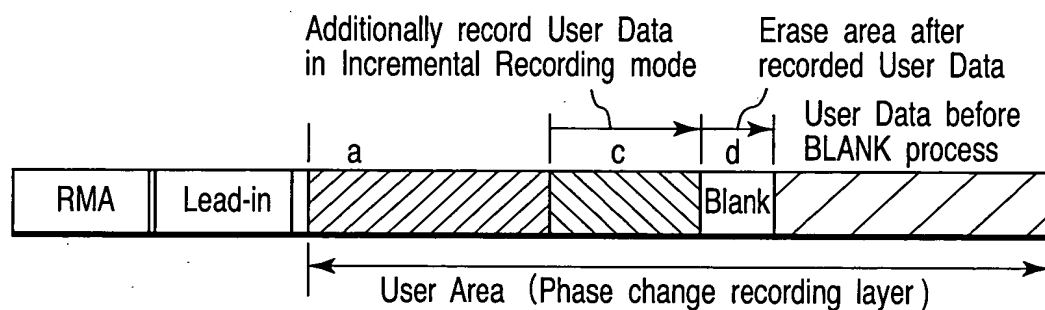 Additionally record User Data
in Incremental Recording mode
Erase area after
recorded User Data
User Data before
BLANK process
a
c
d
RMA
Lead-in
Blank
User Area (Phase change recording layer)